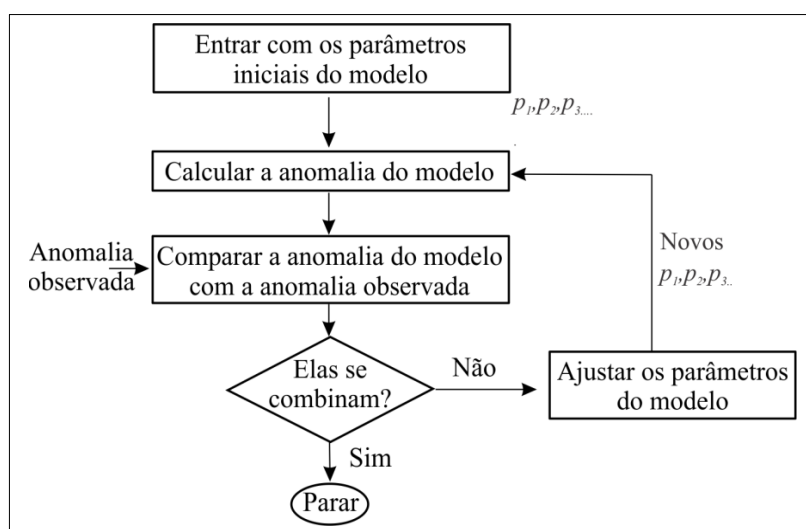 Entrar com os parâmetros
iniciais do modelo
p₁,p₂,p₃....
Calcular a anomalia do modelo
Anomalia
observada
Comparar a anomalia do modelo
com a anomalia observada
Novos
p₁,p₂,p₃..
Elas se
combinam?
Não
Ajustar os parâmetros
do modelo
Sim
Parar